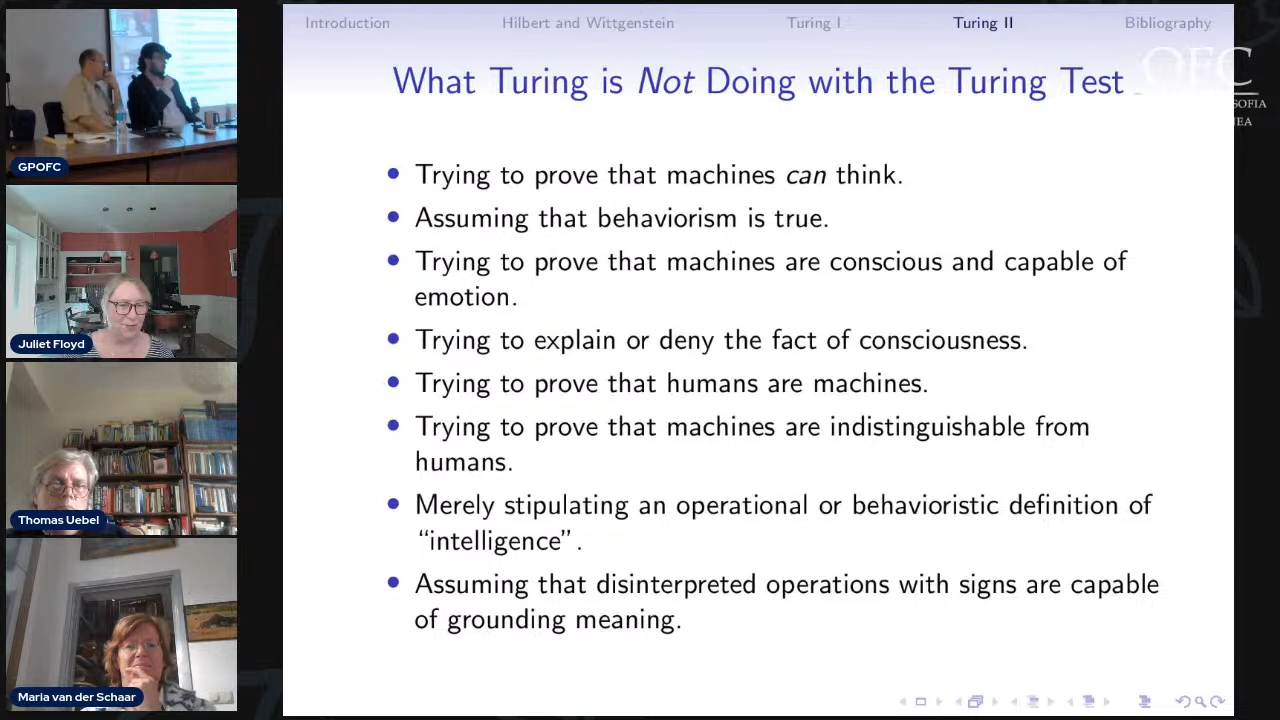 Introduction
Hilbert and Wittgenstein
Turing I
Turing II
Bibliography
What Turing is Not Doing with the Turing Test
OFC
SOFIA
NEA
• Trying to prove that machines can think.
• Assuming that behaviorism is true.
• Trying to prove that machines are conscious and capable of
emotion.
• Trying to explain or deny the fact of consciousness.
• Trying to prove that humans are machines.
• Trying to prove that machines are indistinguishable from
humans.
• Merely stipulating an operational or behavioristic definition of
“intelligence”.
• Assuming that disinterpreted operations with signs are capable
of grounding meaning.
GPOFC
Juliet Floyd
Thomas Uebel
Maria van der Schaar